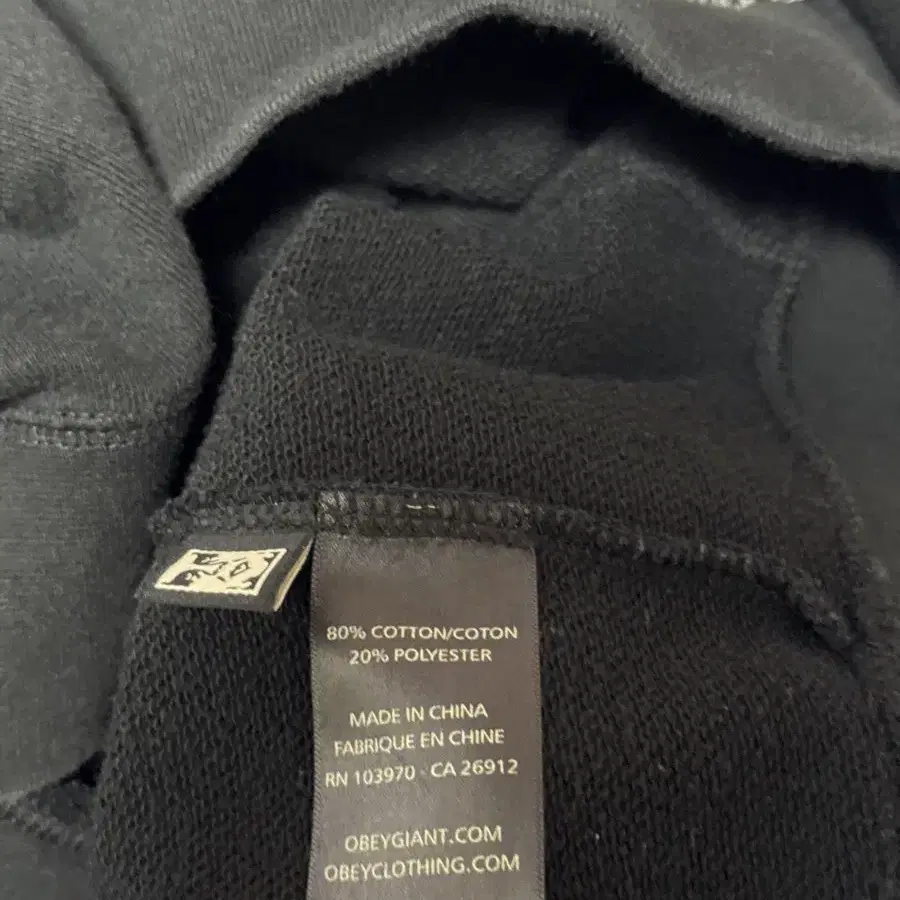 80% COTTON/COTON
20% POLYESTER
MADE IN CHINA
FABRIQUE EN CHINE
RN 103970 - CA 26912
OBEYGIANT.COM
OBEYCLOTHING.COM